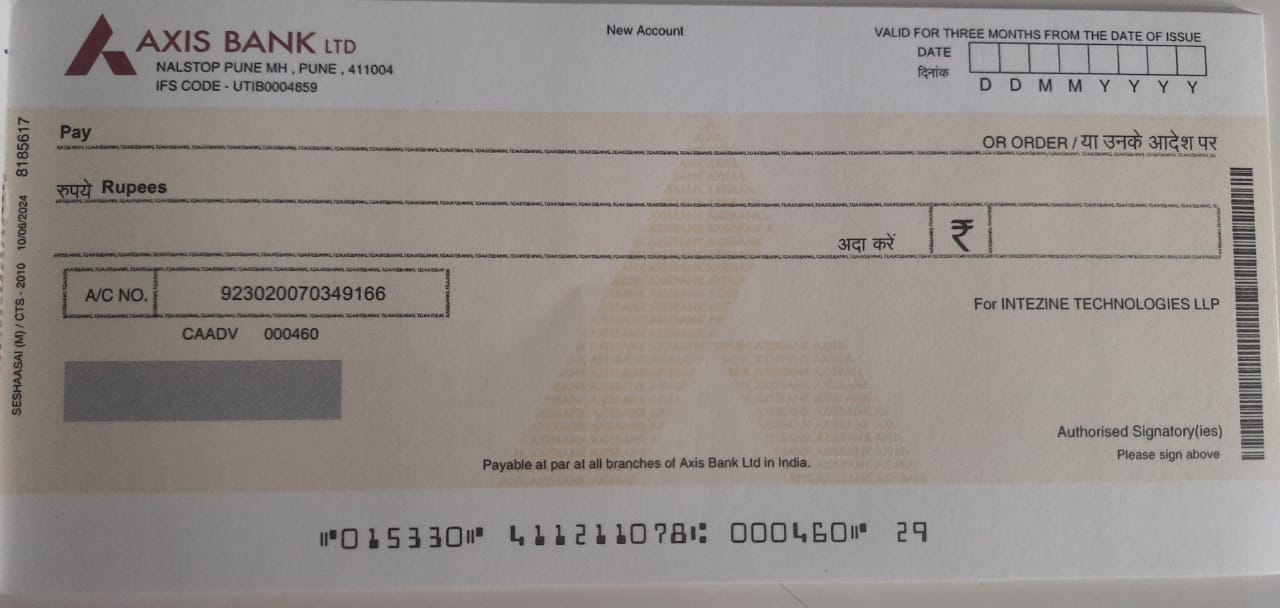 AXIS BANK LTD
NALSTOP PUNE MH , PUNE , 411004
IFS CODE - UTIB0004859
New Account
VALID FOR THREE MONTHS FROM THE DATE OF ISSUE
DATE
दिनांक
D D M M Y Y Y Y
Pay
OR ORDER / या उनके आदेश पर
रुपये Rupees
अदा करें ₹
A/C NO. 923020070349166
CAADV 000460
For INTEZINE TECHNOLOGIES LLP
Authorised Signatory(ies)
Please sign above
Payable at par at all branches of Axis Bank Ltd in India.
⑈015330⑈ 411211078⑆ 000460⑈ 29
SESHAASAI (M) / CTS - 2010 10/06/2024 8185617